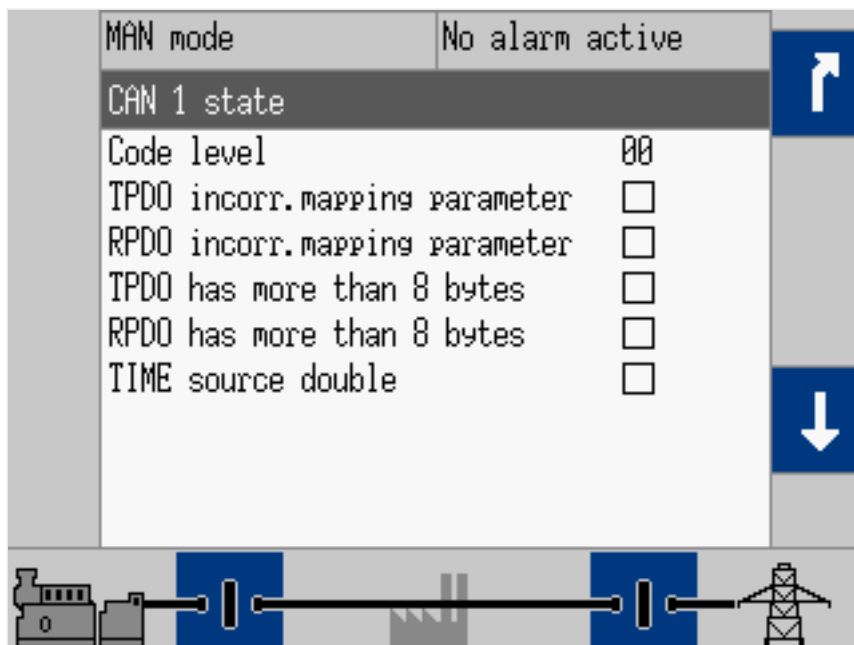 MAN mode No alarm active
CAN 1 state
Code level 00
TPDO incorr.mapping parameter
RPDO incorr.mapping parameter
TPDO has more than 8 bytes
RPDO has more than 8 bytes
TIME source double
0